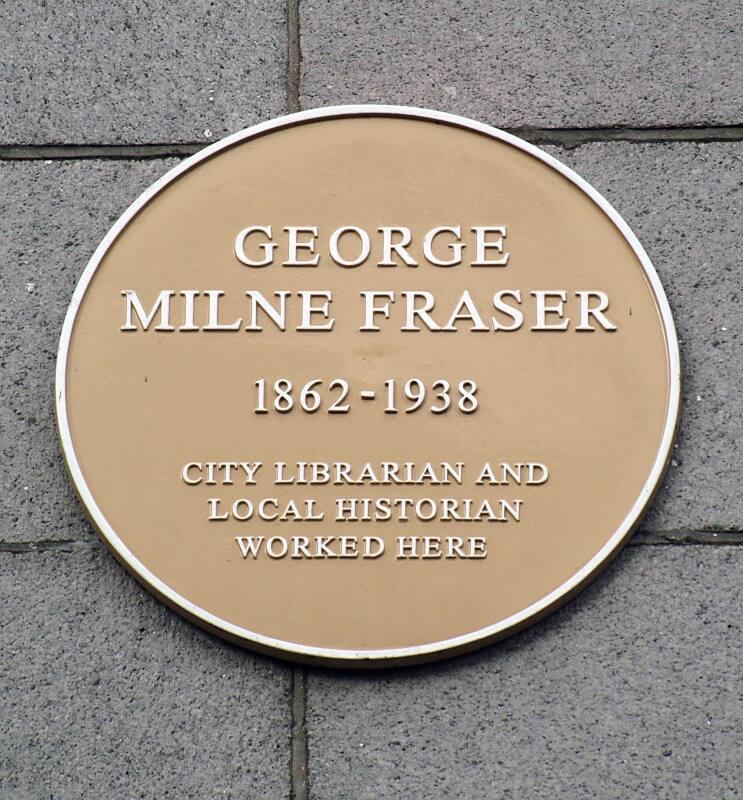 GEORGE
MILNE FRASER
1862-1938
CITY LIBRARIAN AND
LOCAL HISTORIAN
WORKED HERE